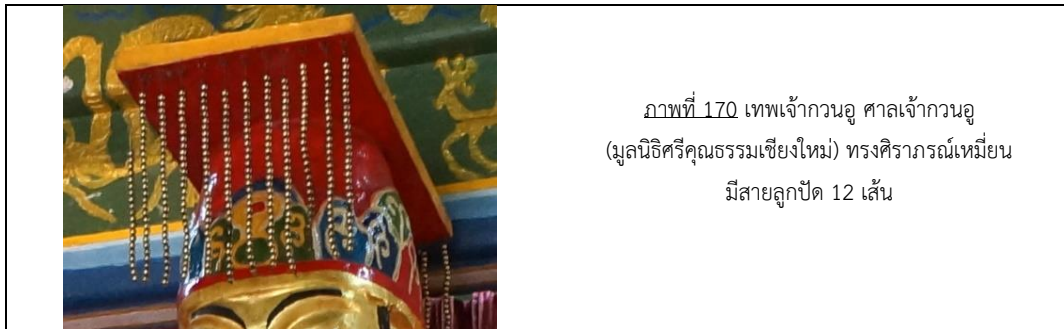 ภาพที่ 170 เทพเจ้ากวนอู ศาลเจ้ากวนอู
(มูลนิธิศรีคุณธรรมเชียงใหม่) ทรงศิราภรณ์เหมี่ยน
มีสายลูกปัด 12 เส้น